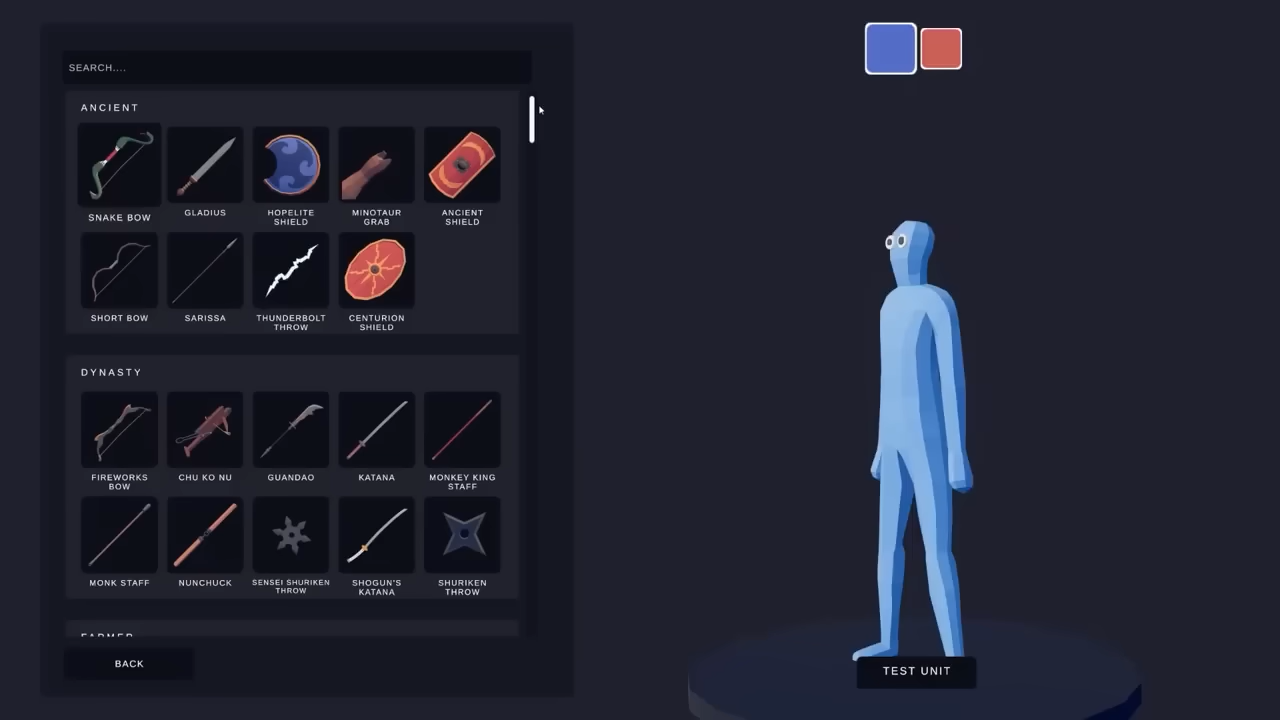 SEARCH....
ANCIENT
SNAKE BOW
GLADIUS
HOPELITE
SHIELD
MINOTAUR
GRAB
ANCIENT
SHIELD
SHORT BOW
SARISSA
THUNDERBOLT
THROW
CENTURION
SHIELD
DYNASTY
FIREWORKS
BOW
CHU KO NU
GUANDAO
KATANA
MONKEY KING
STAFF
MONK STAFF
NUNCHUCK
SENSEI SHURIKEN
THROW
SHOGUN'S
KATANA
SHURIKEN
THROW
FARMER
BACK
TEST UNIT